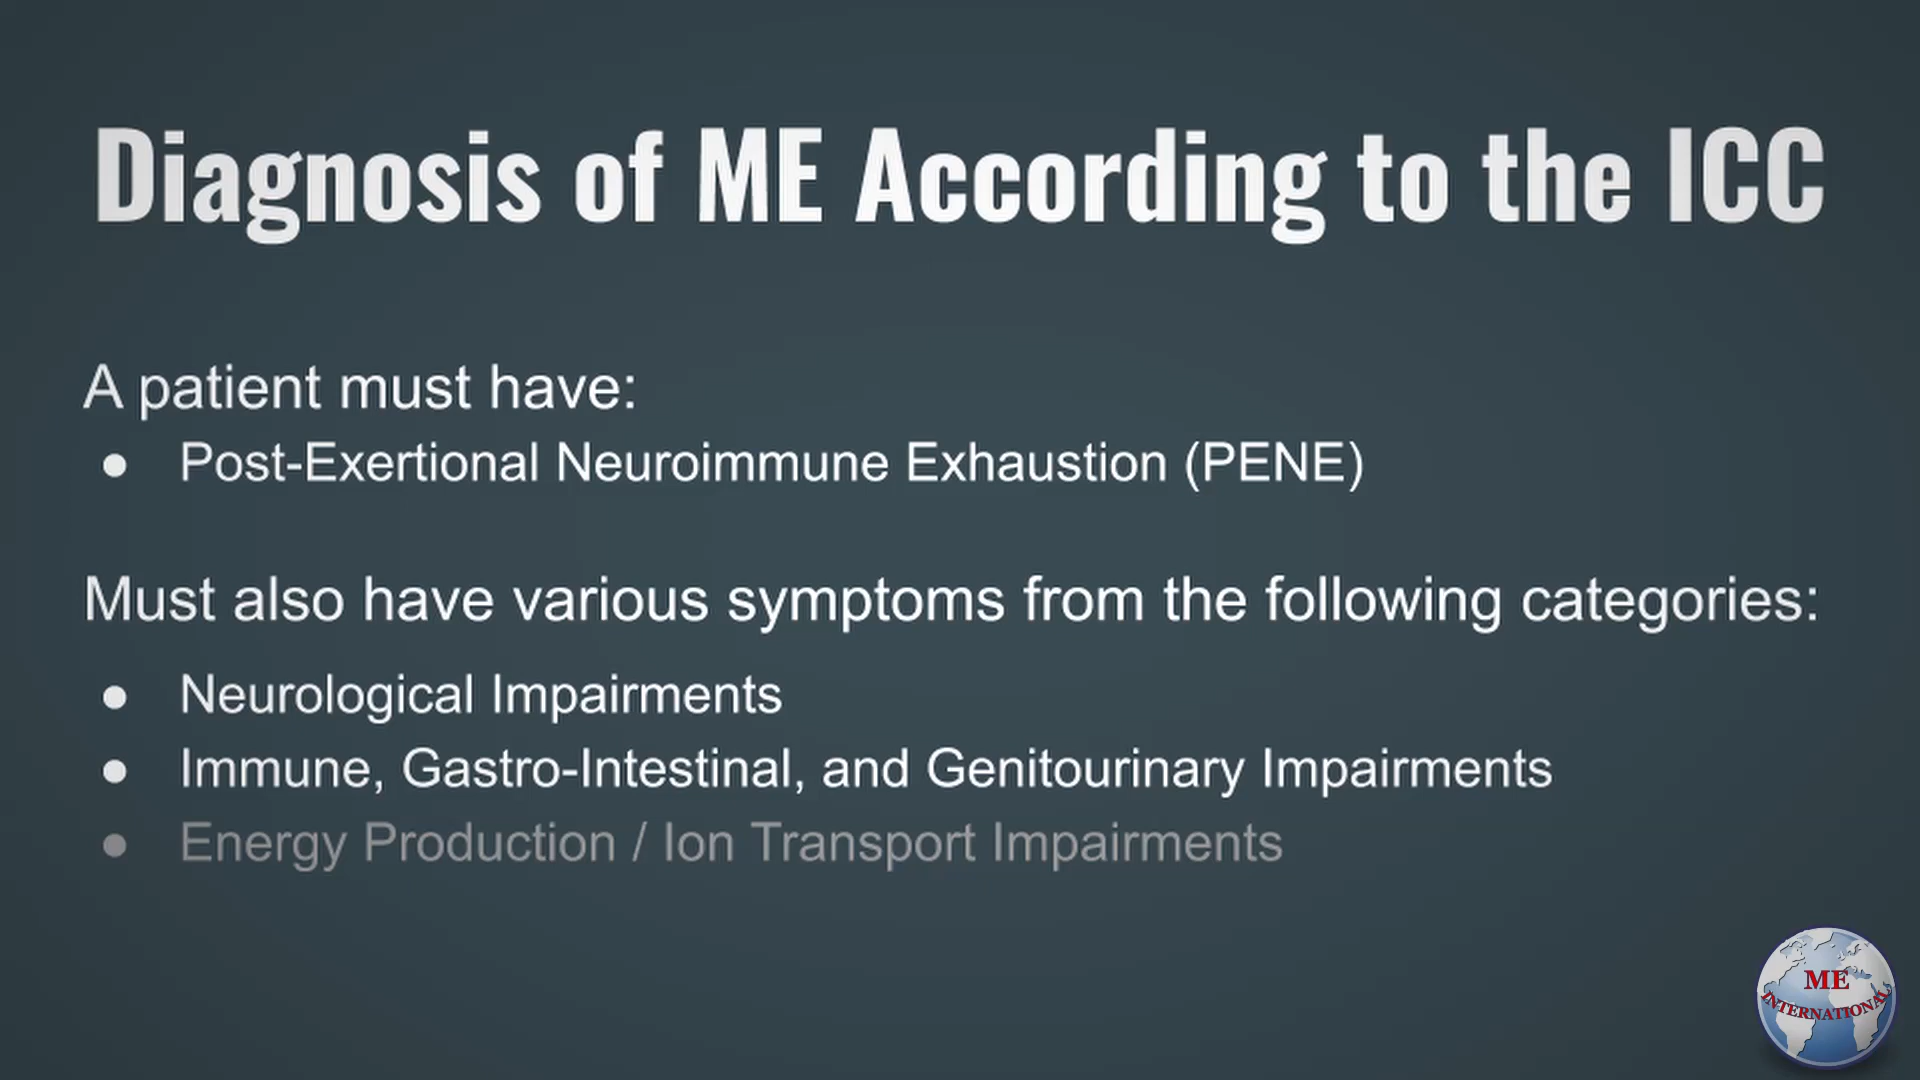 Diagnosis of ME According to the ICC
A patient must have:
● Post-Exertional Neuroimmune Exhaustion (PENE)
Must also have various symptoms from the following categories:
● Neurological Impairments
● Immune, Gastro-Intestinal, and Genitourinary Impairments
● Energy Production / Ion Transport Impairments
ME
INTERNATIONAL